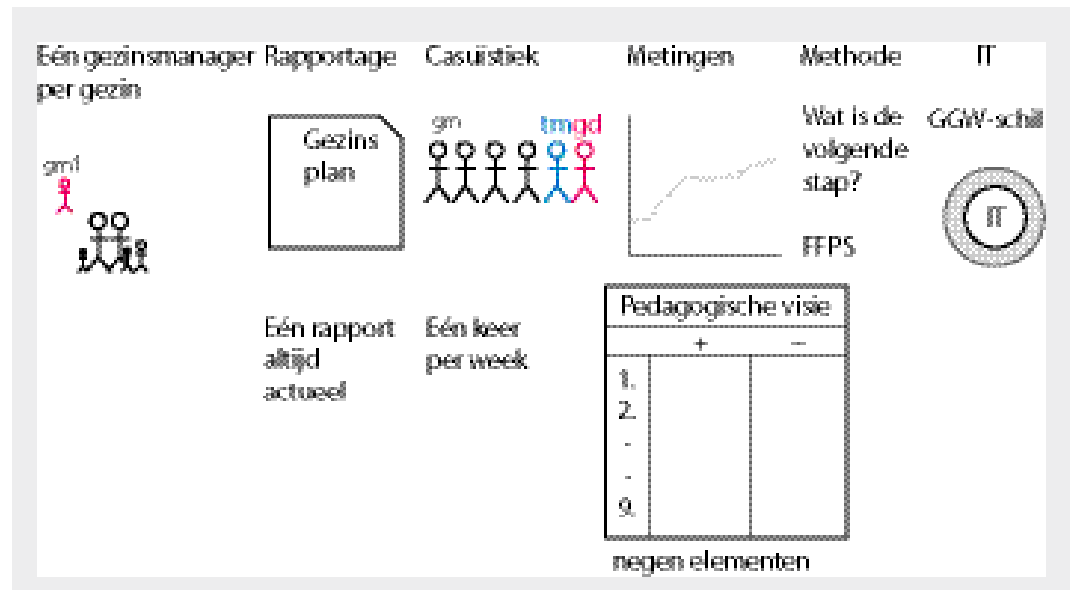 Eén gezinsmanager
per gezin
gm1
Rapportage
Gezins
plan
Eén rapport
altijd
actueel
Casuïstiek
gm
tm gd
Eén keer
per week
Metingen
Pedagogische visie
+ –
1.
2.
-
-
9.
negen elementen
Methode
Wat is de
volgende
stap?
FFPS
IT
GGW-schil
IT